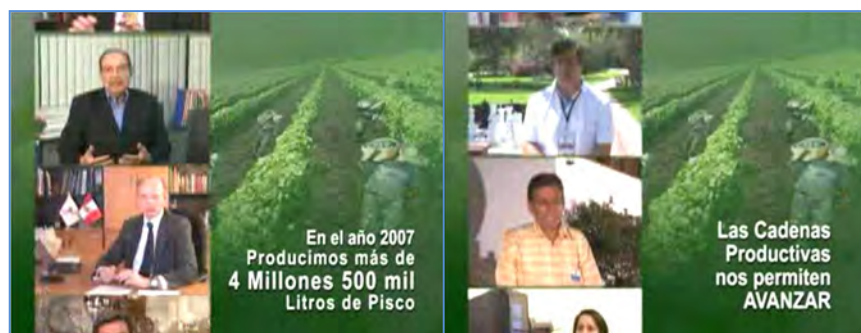 En el año 2007
Producimos más de
4 Millones 500 mil
Litros de Pisco
Las Cadenas
Productivas
nos permiten
AVANZAR